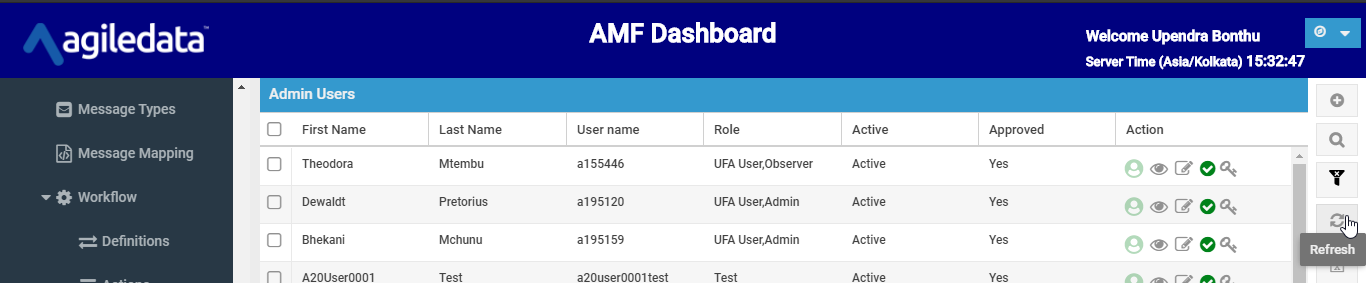 agiledata™
AMF Dashboard
Welcome Upendra Bonthu
Server Time (Asia/Kolkata) 15:32:47
Message Types
Message Mapping
Workflow
Definitions
Admin Users
First Name Last Name User name Role Active Approved Action
Theodora Mtembu a155446 UFA User,Observer Active Yes
Dewaldt Pretorius a195120 UFA User,Admin Active Yes
Bhekani Mchunu a195159 UFA User,Admin Active Yes
A20User0001 Test a20user0001test Test Active Yes
Refresh